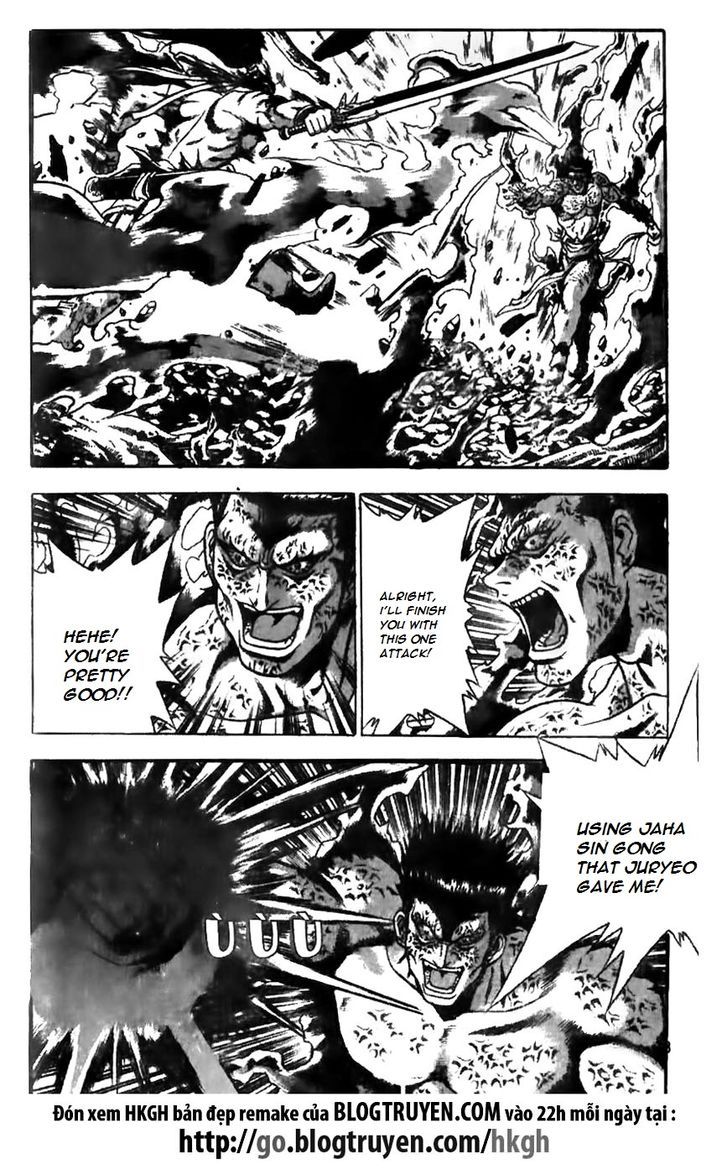 HEHE!
YOU'RE
PRETTY
GOOD!!
ALRIGHT,
I'LL FINISH
YOU WITH
THIS ONE
ATTACK!
USING JAHA
SIN GONG
THAT JURYEO
GAVE ME!
Ù Ù Ù
Đón xem HKGH bản đẹp remake của BLOGTRUYEN.COM vào 22h mỗi ngày tại :
http://go.blogtruyen.com/hkgh